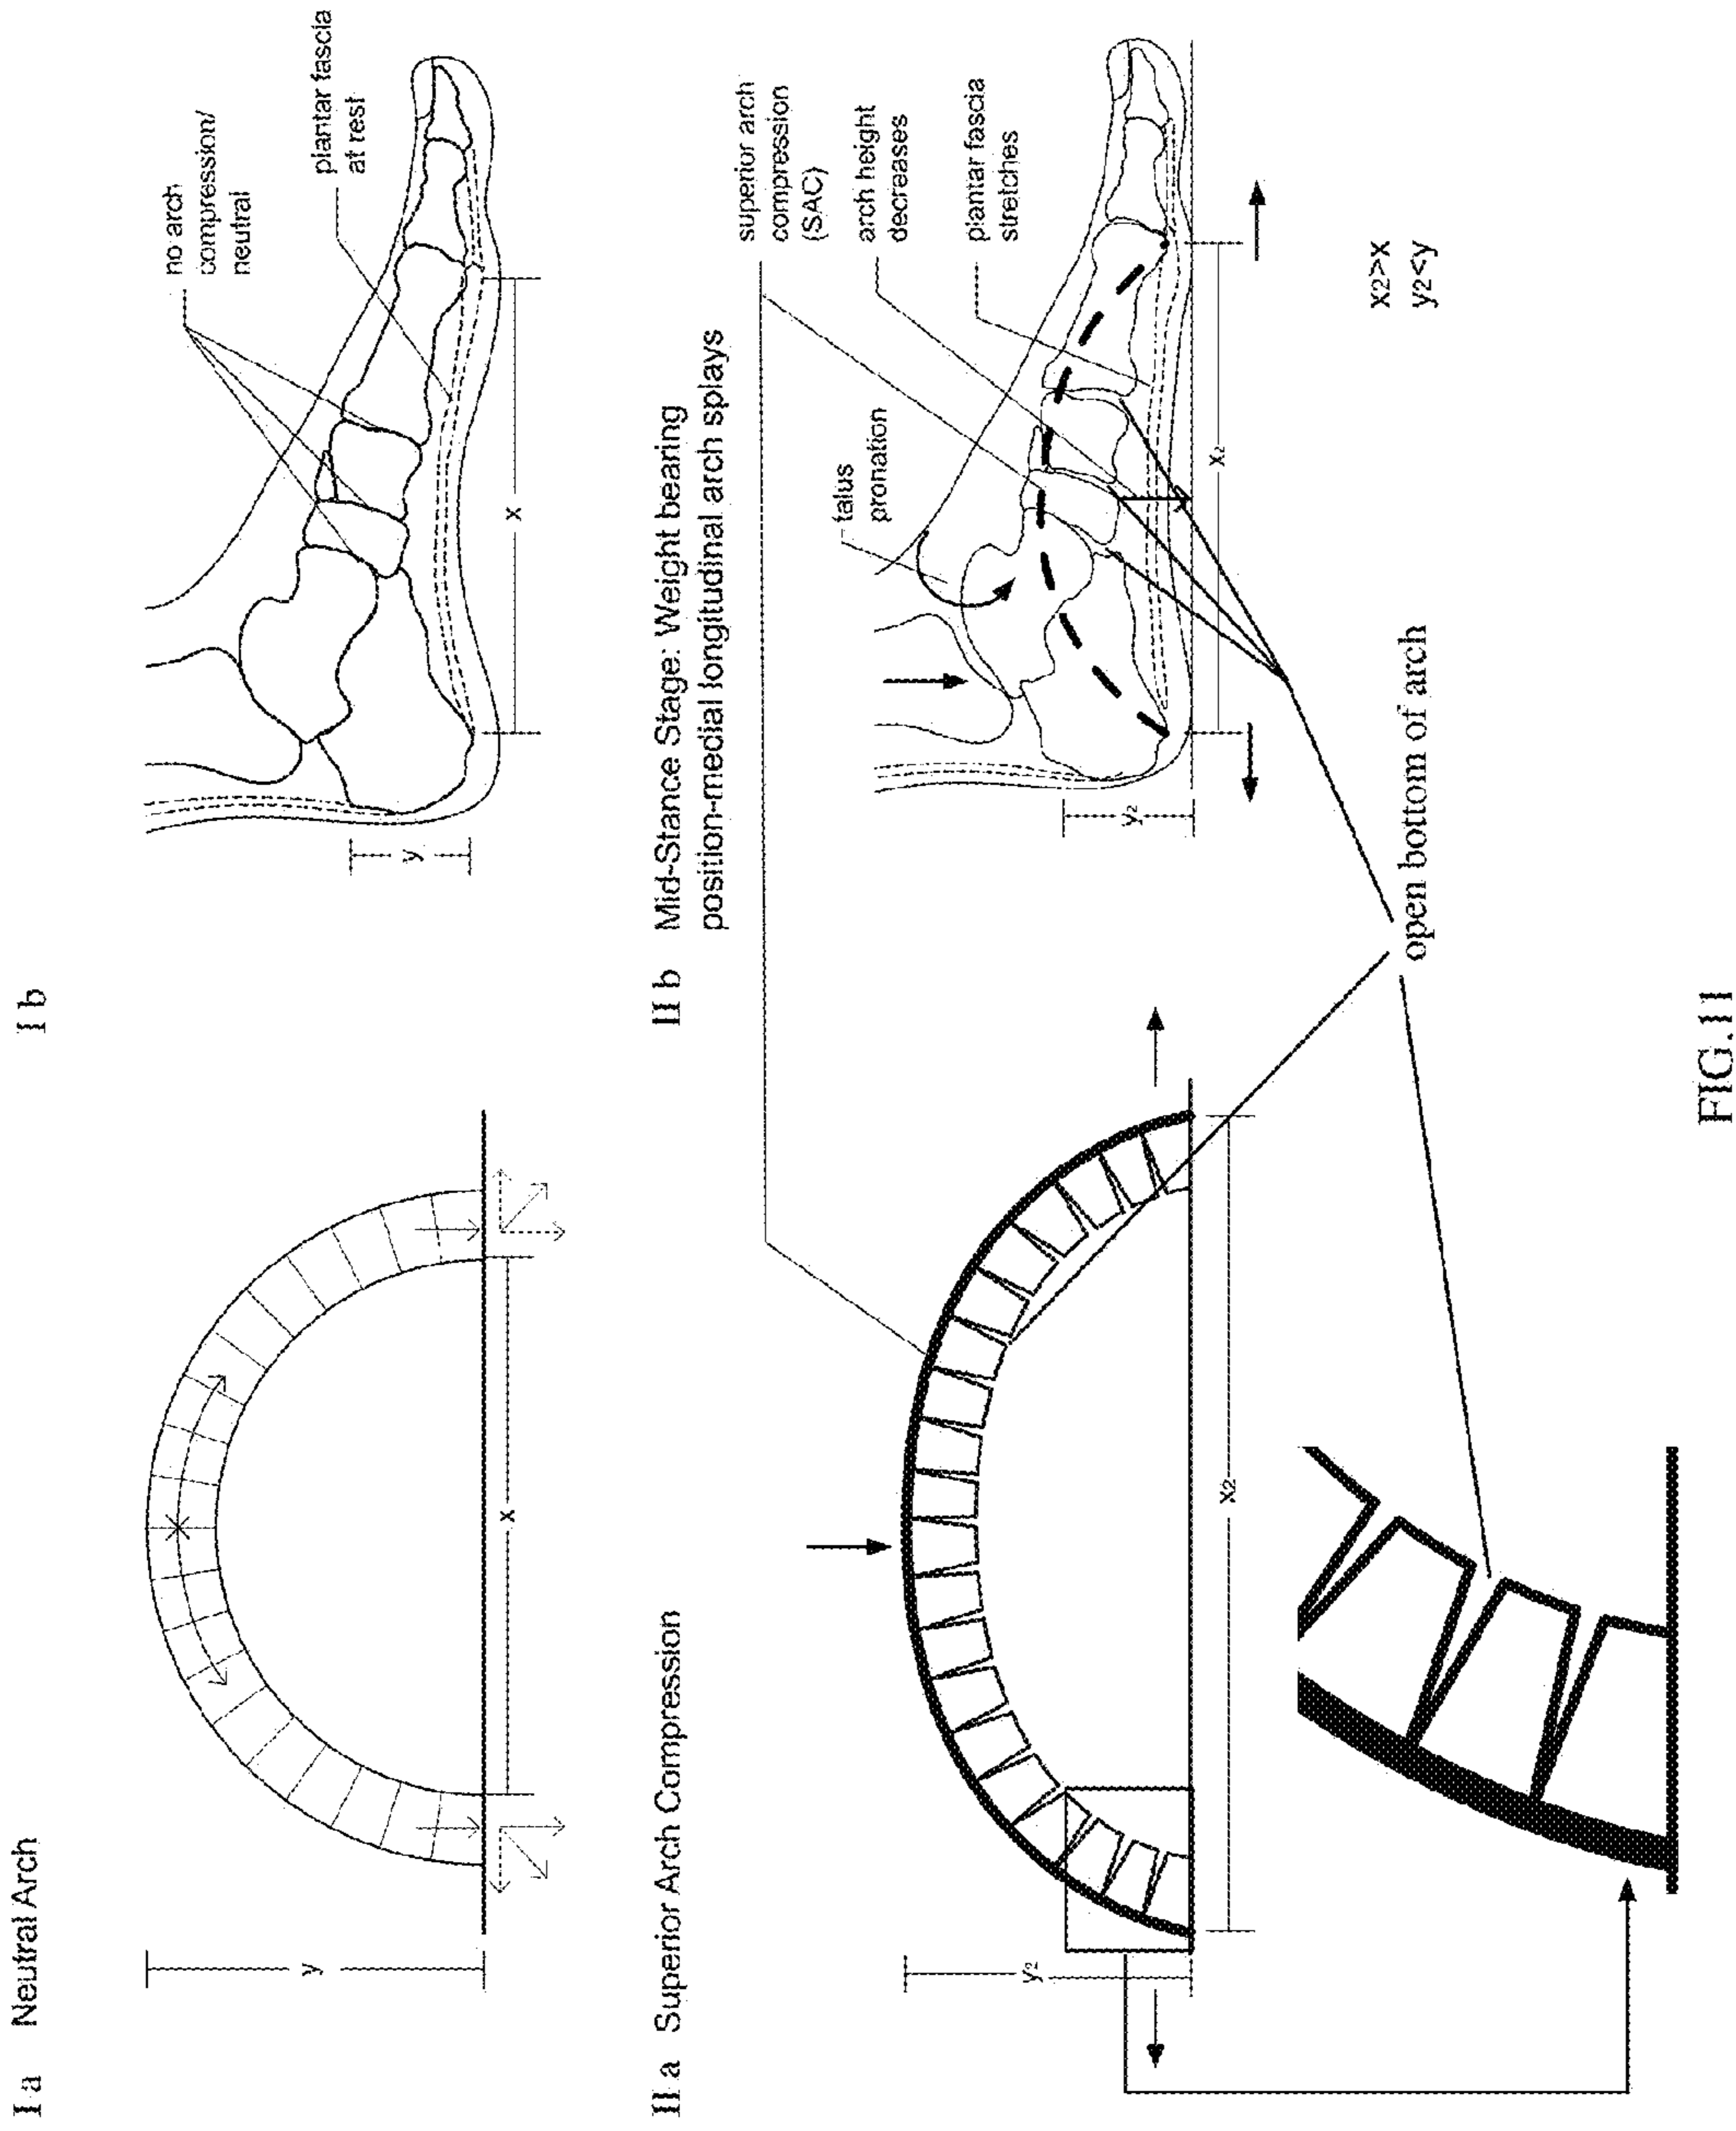 I a Neutral Arch
y
x
I b
no arch
compression/
neutral
plantar fascia
at rest
y
x
II a Superior Arch Compression
y2
x2
II b Mid-Stance Stage: Weight bearing
position-medial longitudinal arch splays
talus
pronation
superior arch
compression
(SAC)
arch height
decreases
plantar fascia
stretches
y2
x2
x2>x
y2<y
open bottom of arch
FIG.11